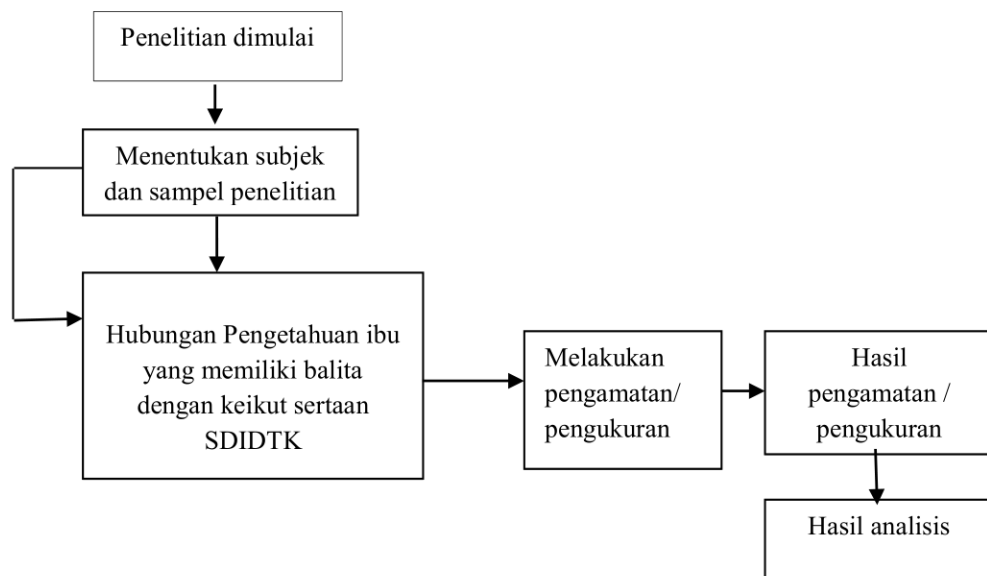 Penelitian dimulai
Menentukan subjek
dan sampel penelitian
Hubungan Pengetahuan ibu
yang memiliki balita
dengan keikut sertaan
SDIDTK
Melakukan
pengamatan/
pengukuran
Hasil
pengamatan /
pengukuran
Hasil analisis